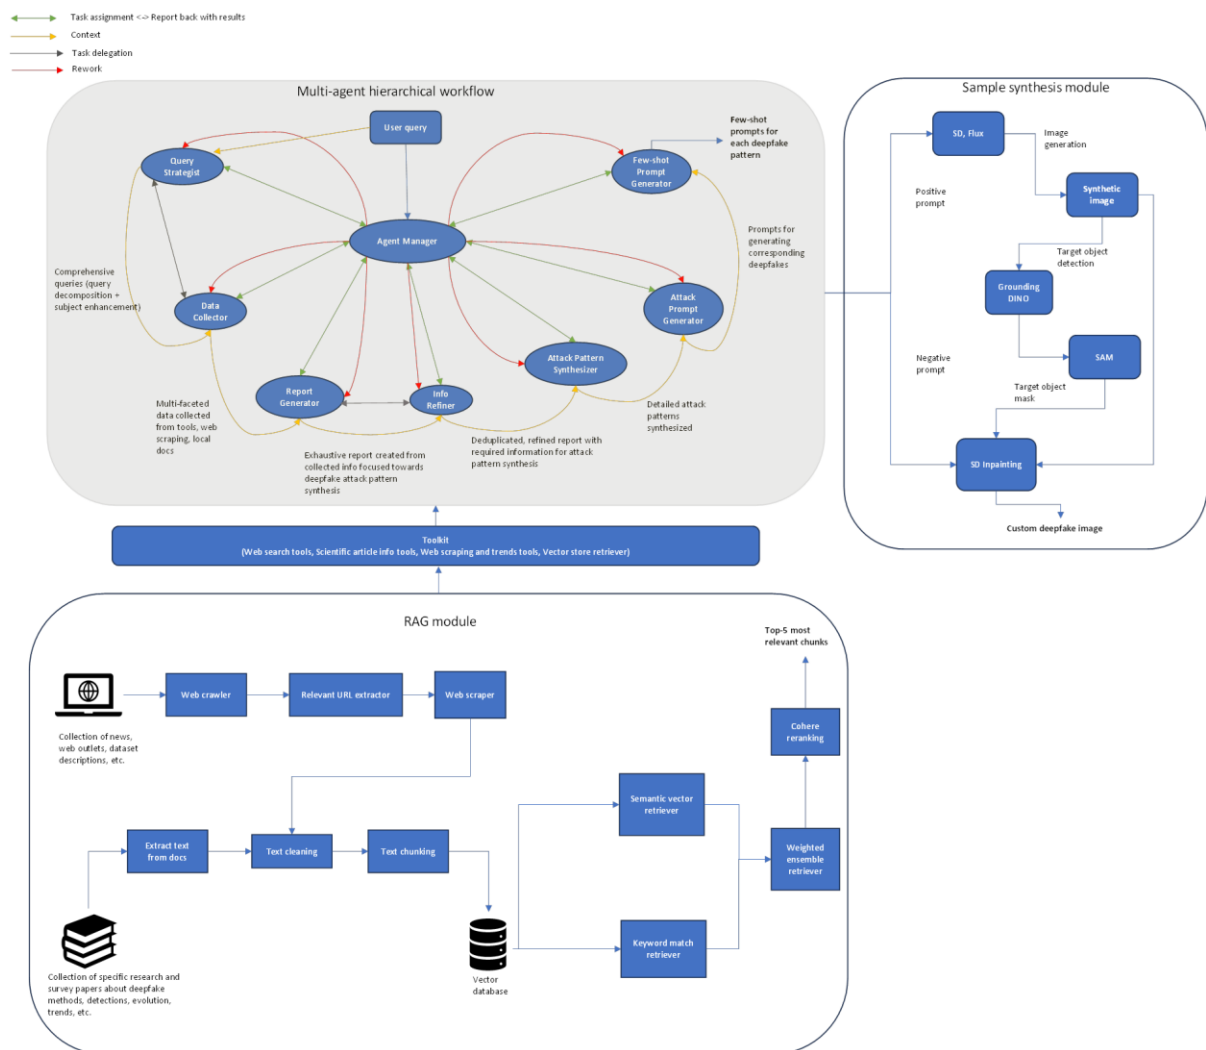 Task assignment <-> Report back with results
Context
Task delegation
Rework
Multi-agent hierarchical workflow
User query
Query
Strategist
Few-shot
Prompt
Generator
Few-shot
prompts for
each deepfake
pattern
Agent Manager
Comprehensive
queries (query
decomposition +
subject enhancement)
Data
Collector
Prompts for
generating
corresponding
deepfakes
Attack
Prompt
Generator
Attack Pattern
Synthesizer
Report
Generator
Info
Refiner
Multi-faceted
data collected
from tools, web
scraping, local
docs
Exhaustive report created from
collected info focused towards
deepfake attack pattern
synthesis
Deduplicated, refined report with
required information for attack
pattern synthesis
Detailed attack
patterns
synthesized
Sample synthesis module
SD, Flux
Image
generation
Positive
prompt
Synthetic
image
Target object
detection
Grounding
DINO
Negative
prompt
SAM
Target object
mask
SD Inpainting
Custom deepfake image
Toolkit
(Web search tools, Scientific article info tools, Web scraping and trends tools, Vector store retriever)
RAG module
Top-5 most
relevant chunks
Web crawler
Relevant URL extractor
Web scraper
Collection of news,
web outlets, dataset
descriptions, etc.
Cohere
reranking
Semantic vector
retriever
Extract text
from docs
Text cleaning
Text chunking
Weighted
ensemble
retriever
Keyword match
retriever
Vector
database
Collection of specific research and
survey papers about deepfake
methods, detections, evolution,
trends, etc.